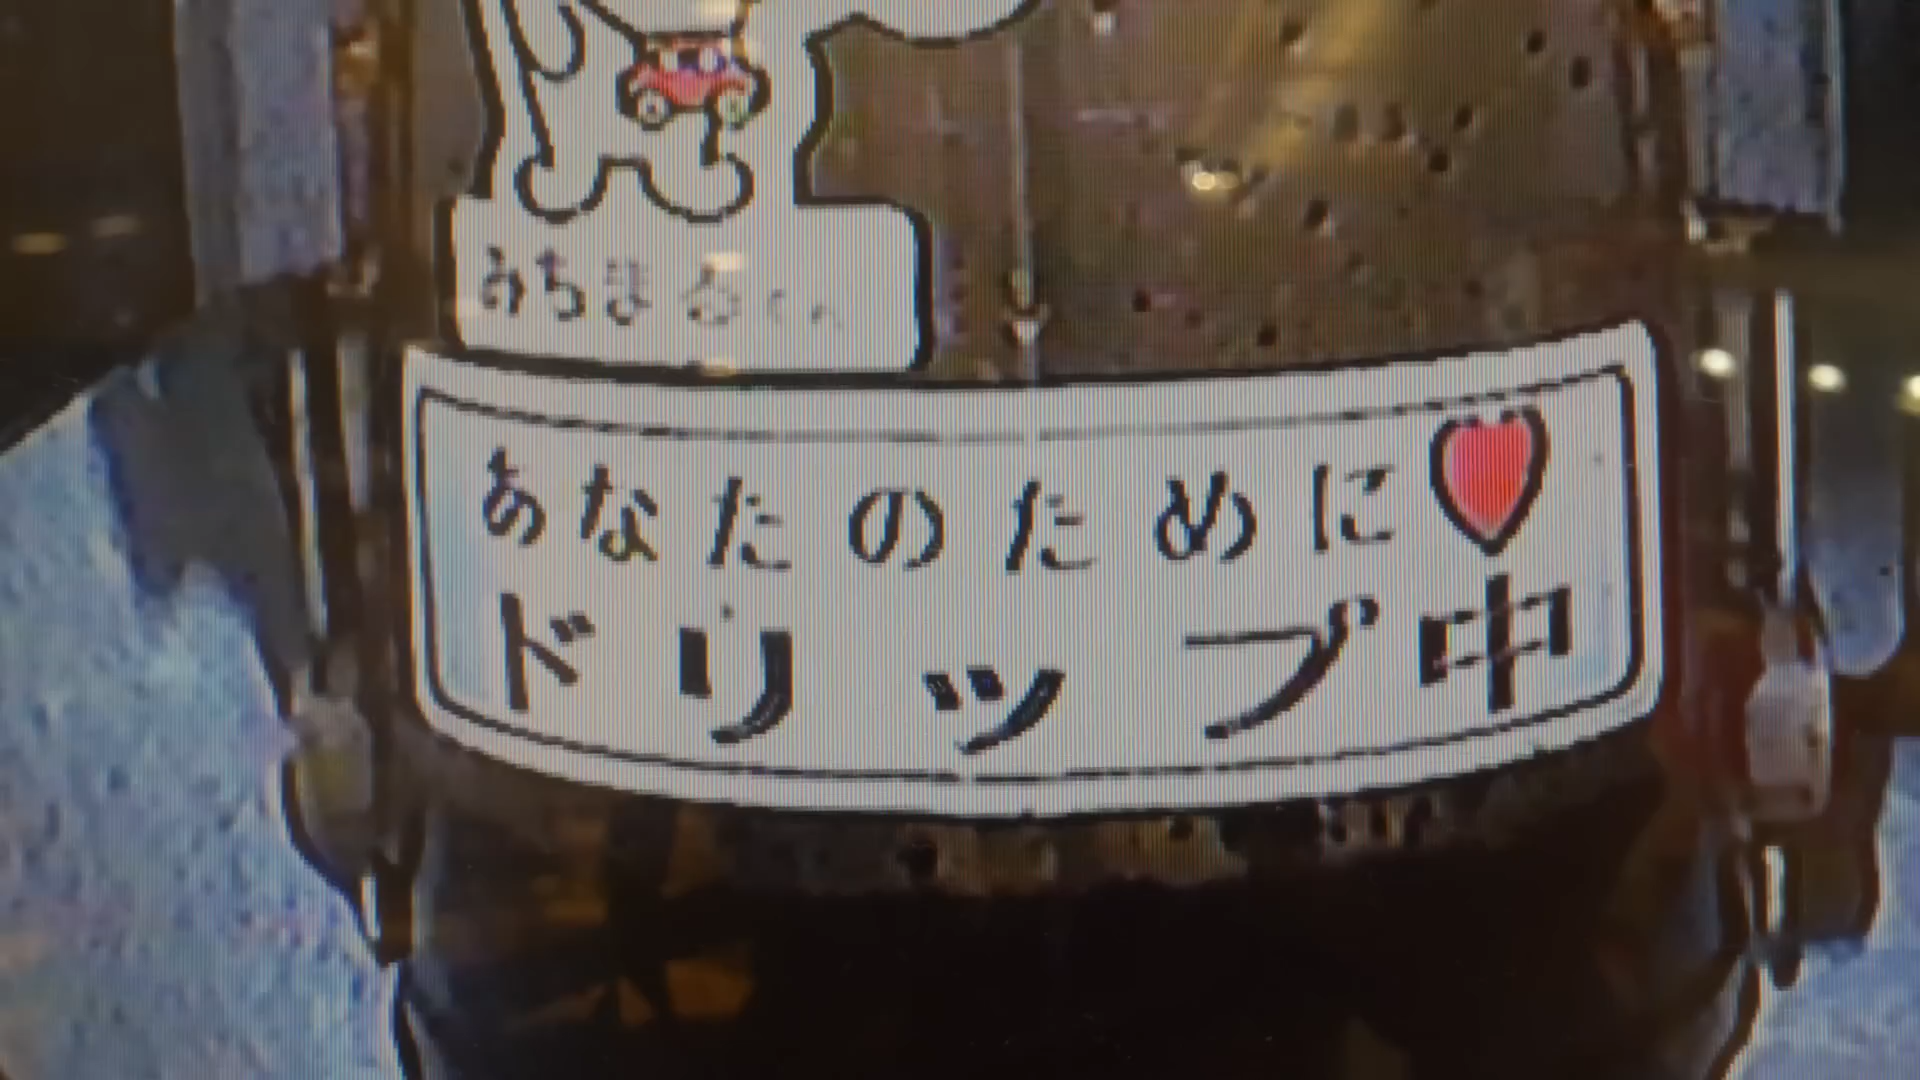 みちまるくん
あなたのために♥
ドリップ中